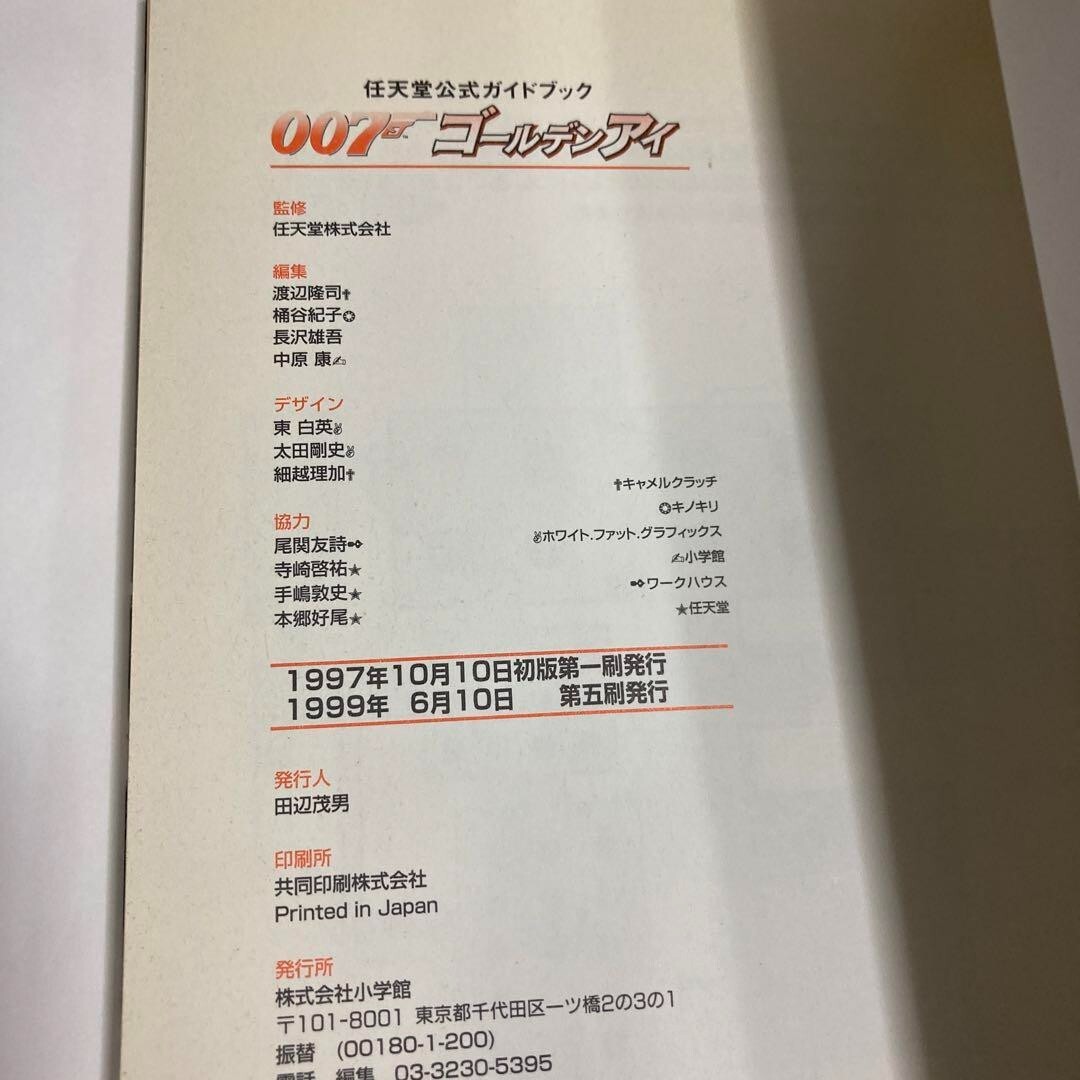 任天堂公式ガイドブック
007 ゴールデンアイ
監修
任天堂株式会社
編集
渡辺隆司✝
桶谷紀子✪
長沢雄吾
中原 康✍
デザイン
東 白英✌
太田剛史✌
細越理加✝
協力
尾関友詩✒
寺崎啓祐★
手嶋敦史★
本郷好尾★
✝キャメルクラッチ
✪キノキリ
✌ホワイト.ファット.グラフィックス
✍小学館
✒ワークハウス
★任天堂
1997年10月10日初版第一刷発行
1999年 6月10日 第五刷発行
発行人
田辺茂男
印刷所
共同印刷株式会社
Printed in Japan
発行所
株式会社小学館
〒101-8001 東京都千代田区一ツ橋2の3の1
振替 (00180-1-200)
電話 編集 03-3230-5395